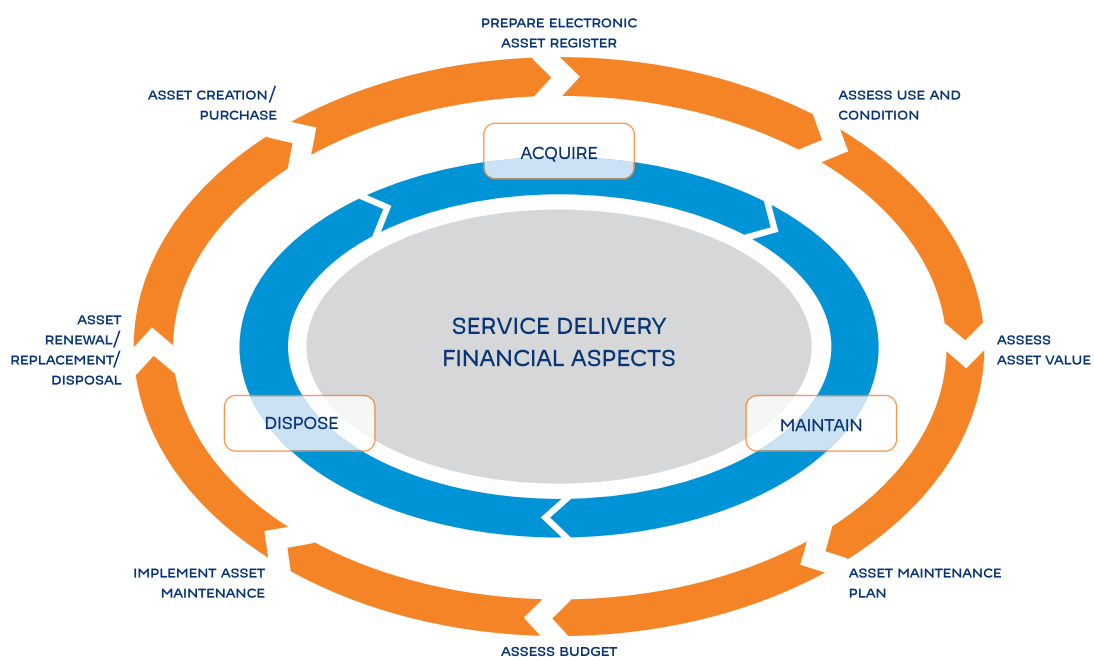 PREPARE ELECTRONIC
ASSET REGISTER
ASSET CREATION/
PURCHASE
ASSESS USE AND
CONDITION
ACQUIRE
SERVICE DELIVERY
FINANCIAL ASPECTS
ASSET
RENEWAL/
REPLACEMENT/
DISPOSAL
ASSESS
ASSET VALUE
DISPOSE
MAINTAIN
IMPLEMENT ASSET
MAINTENANCE
ASSET MAINTENANCE
PLAN
ASSESS BUDGET